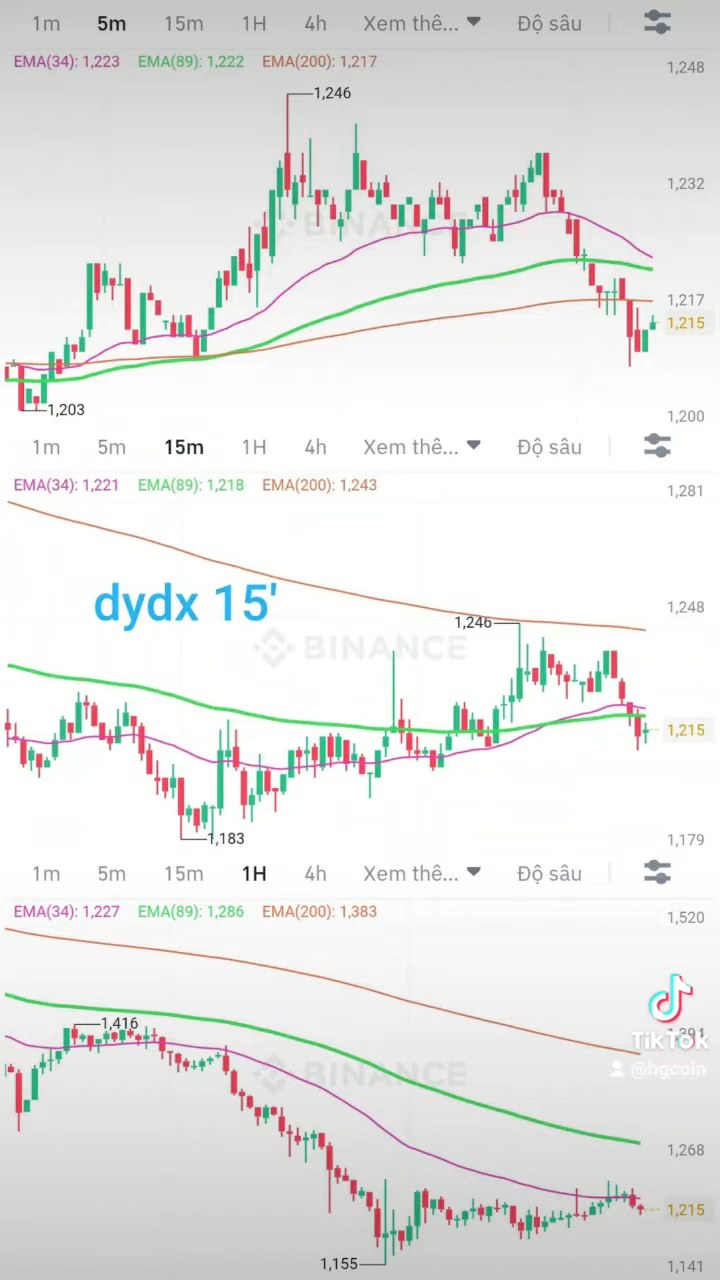 1m 5m 15m 1H 4h Xem thê... Độ sâu
EMA(34): 1,223 EMA(89): 1,222 EMA(200): 1,217
1,248
1,246
1,232
BINANCE
1,217
1,215
1,203
1,200
1m 5m 15m 1H 4h Xem thê... Độ sâu
EMA(34): 1,221 EMA(89): 1,218 EMA(200): 1,243
1,281
dydx 15'
1,248
1,246
BINANCE
1,215
1,183
1,179
1m 5m 15m 1H 4h Xem thê... Độ sâu
EMA(34): 1,227 EMA(89): 1,286 EMA(200): 1,383
1,520
1,416
1,391
TikTok
@hgcoin
BINANCE
1,268
1,215
1,155
1,141